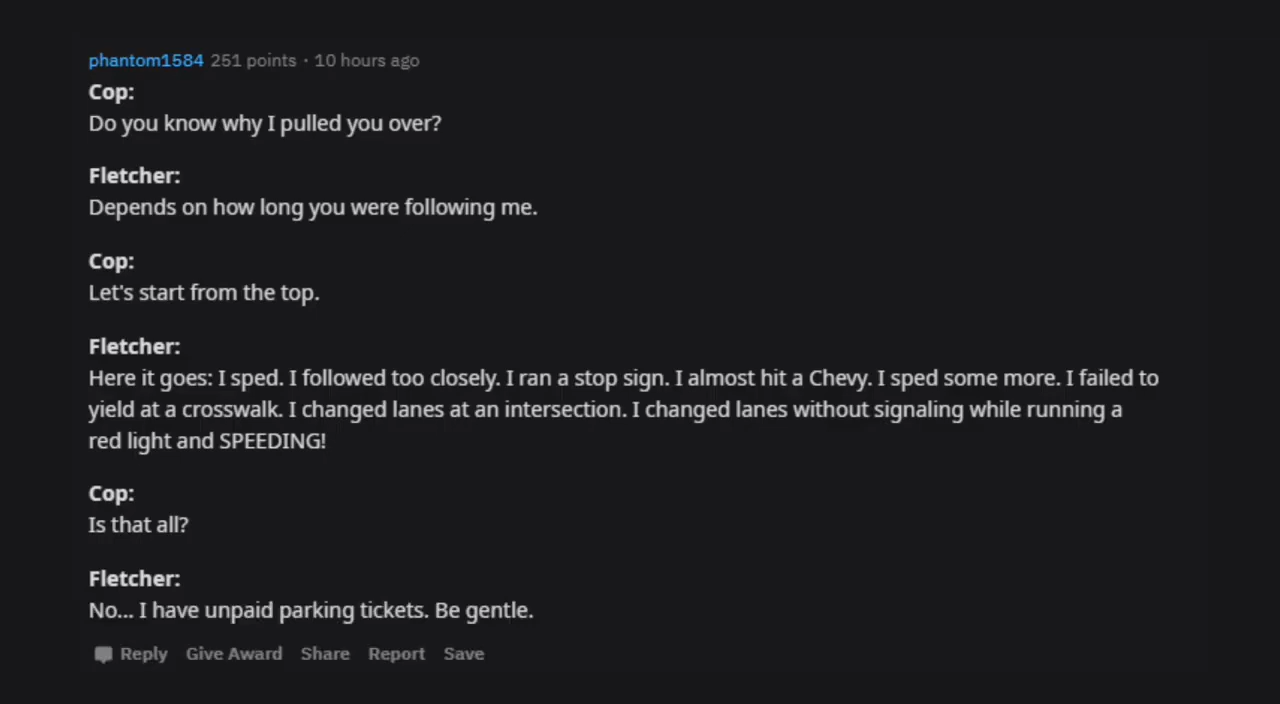 phantom1584 251 points · 10 hours ago
Cop:
Do you know why I pulled you over?
Fletcher:
Depends on how long you were following me.
Cop:
Let's start from the top.
Fletcher:
Here it goes: I sped. I followed too closely. I ran a stop sign. I almost hit a Chevy. I sped some more. I failed to
yield at a crosswalk. I changed lanes at an intersection. I changed lanes without signaling while running a
red light and SPEEDING!
Cop:
Is that all?
Fletcher:
No... I have unpaid parking tickets. Be gentle.
Reply Give Award Share Report Save